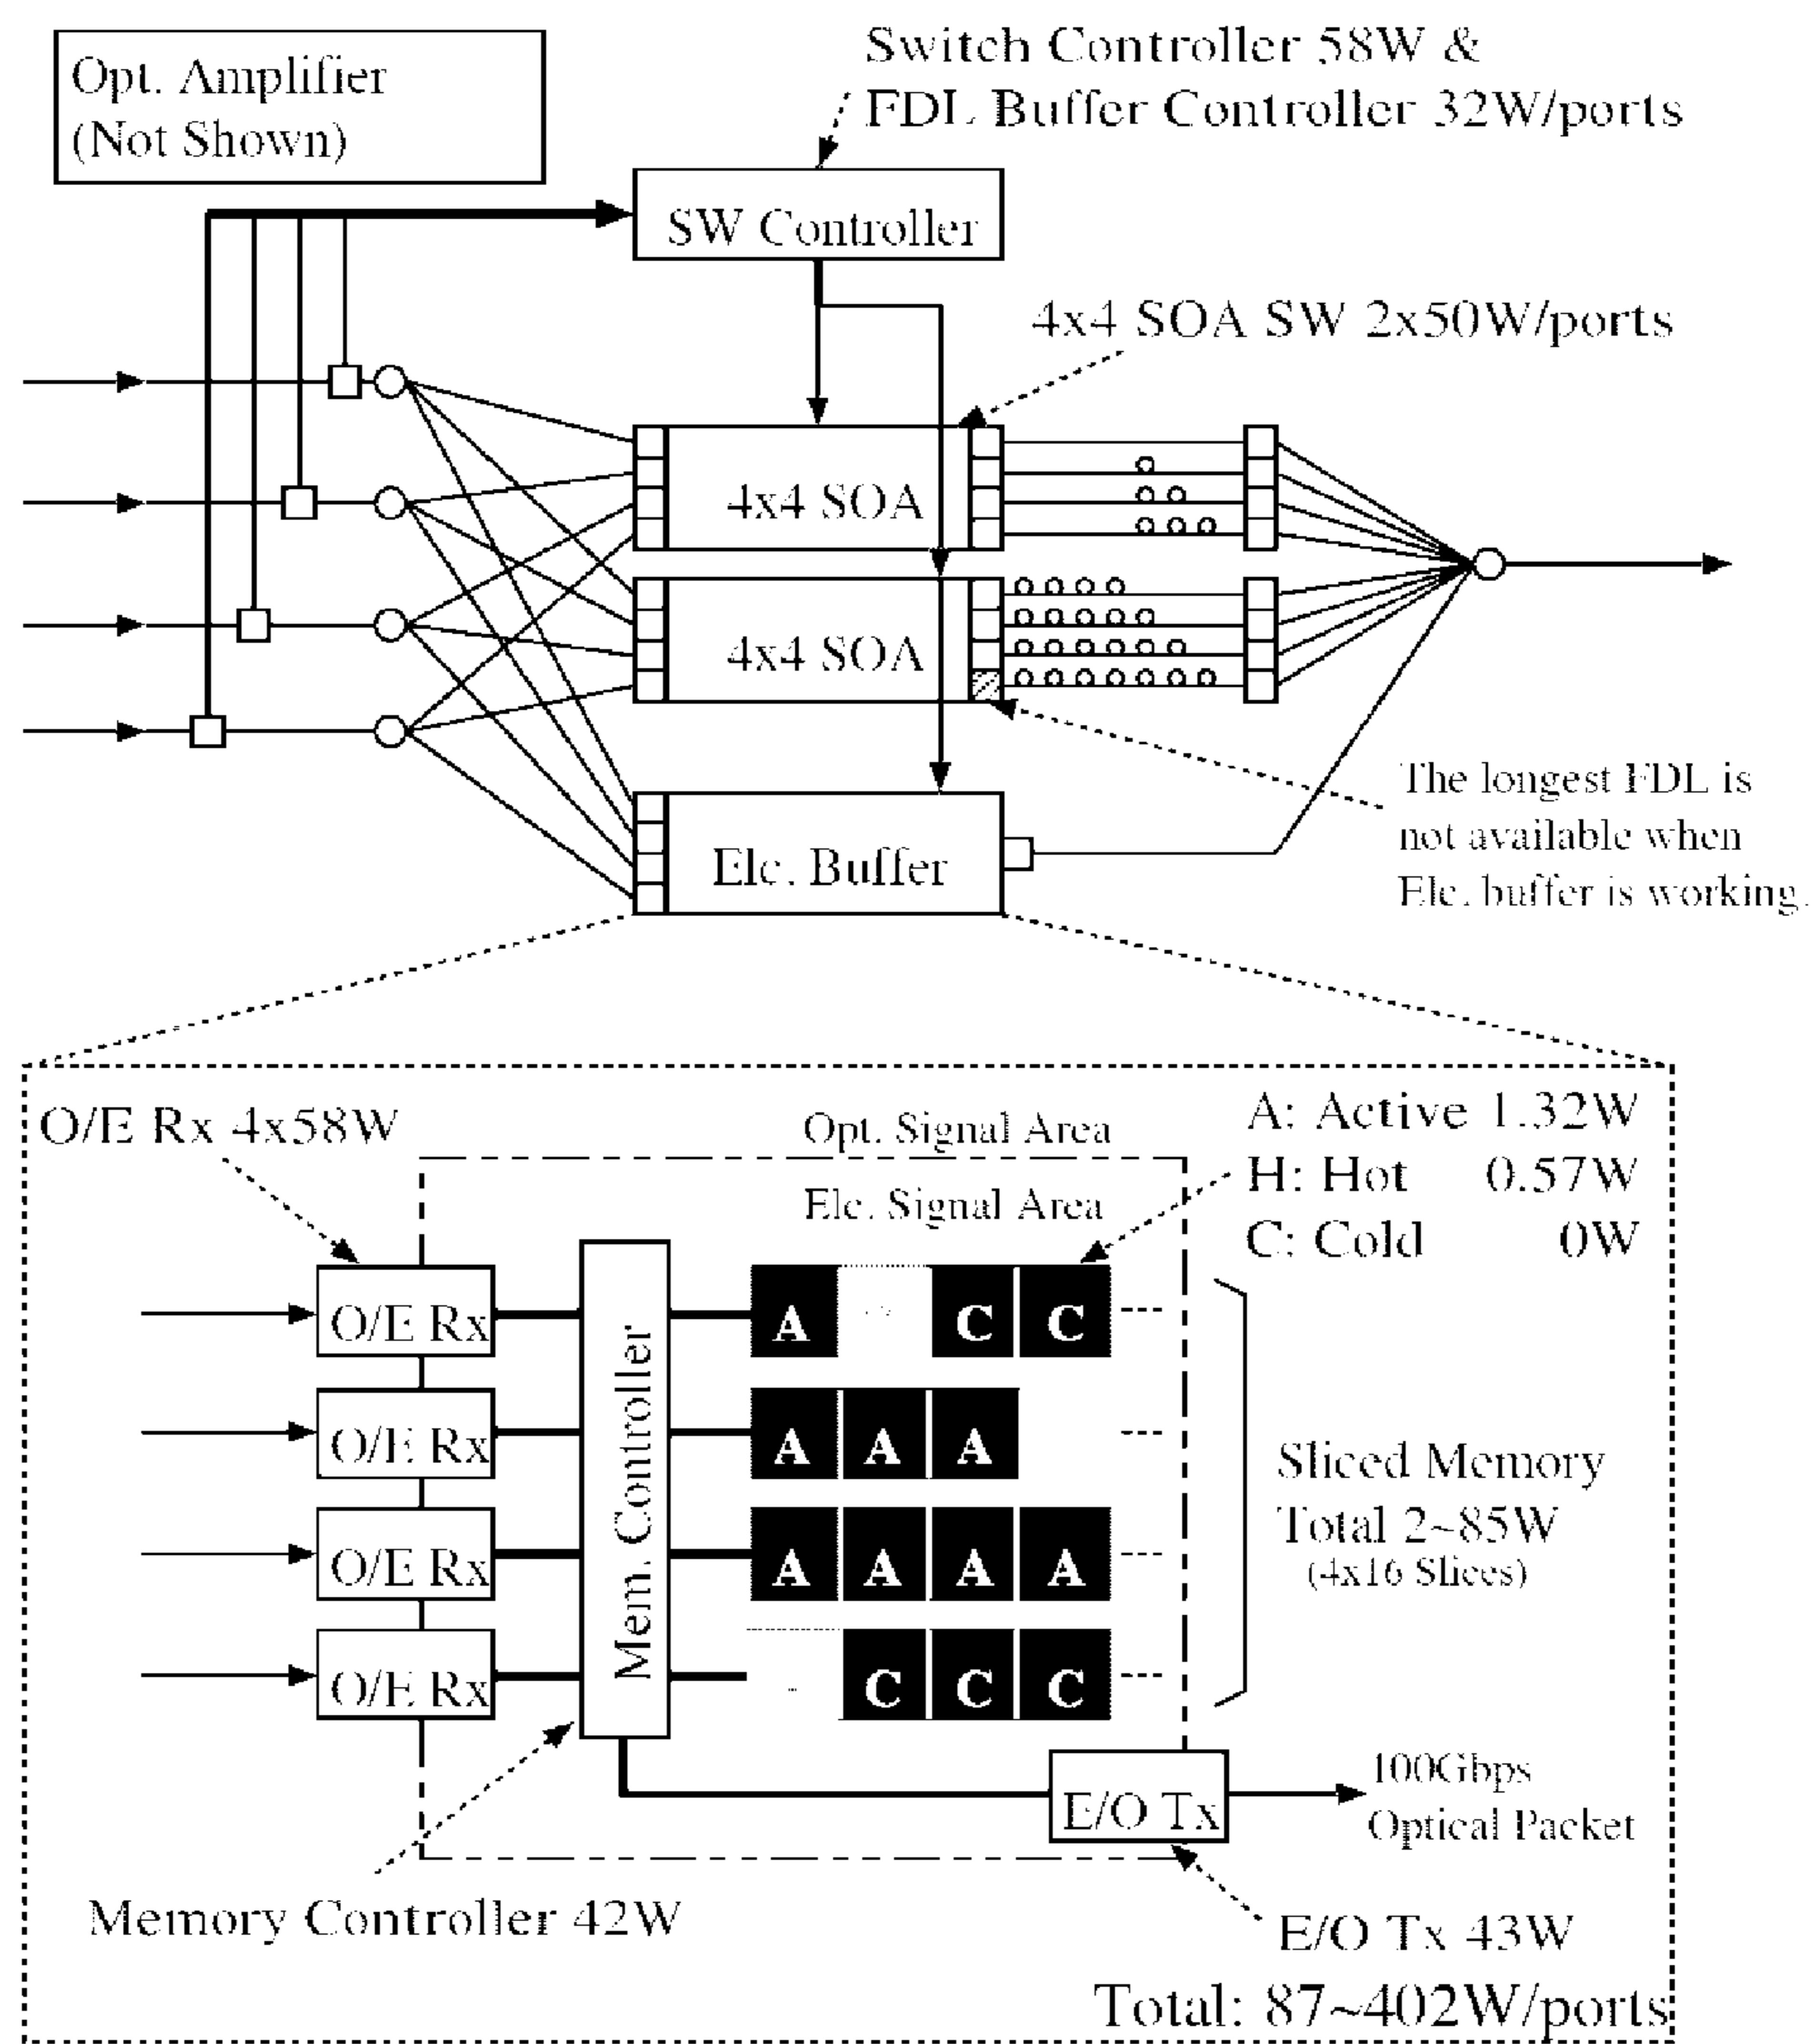 Opt. Amplifier
(Not Shown)
Switch Controller 58W &
FDL Buffer Controller 32W/ports
SW Controller
4x4 SOA SW 2x50W/ports
4x4 SOA
4x4 SOA
The longest FDL is
not available when
Elc. buffer is working.
Elc. Buffer
O/E Rx 4x58W
Opt. Signal Area
Elc. Signal Area
A: Active 1.32W
H: Hot 0.57W
C: Cold 0W
O/E Rx
A C C
O/E Rx
A A A
O/E Rx
A A A A
O/E Rx
C C C
Mem. Controller
Sliced Memory
Total 2~85W
(4x16 Slices)
E/O Tx
100Gbps
Optical Packet
Memory Controller 42W
E/O Tx 43W
Total: 87~402W/ports